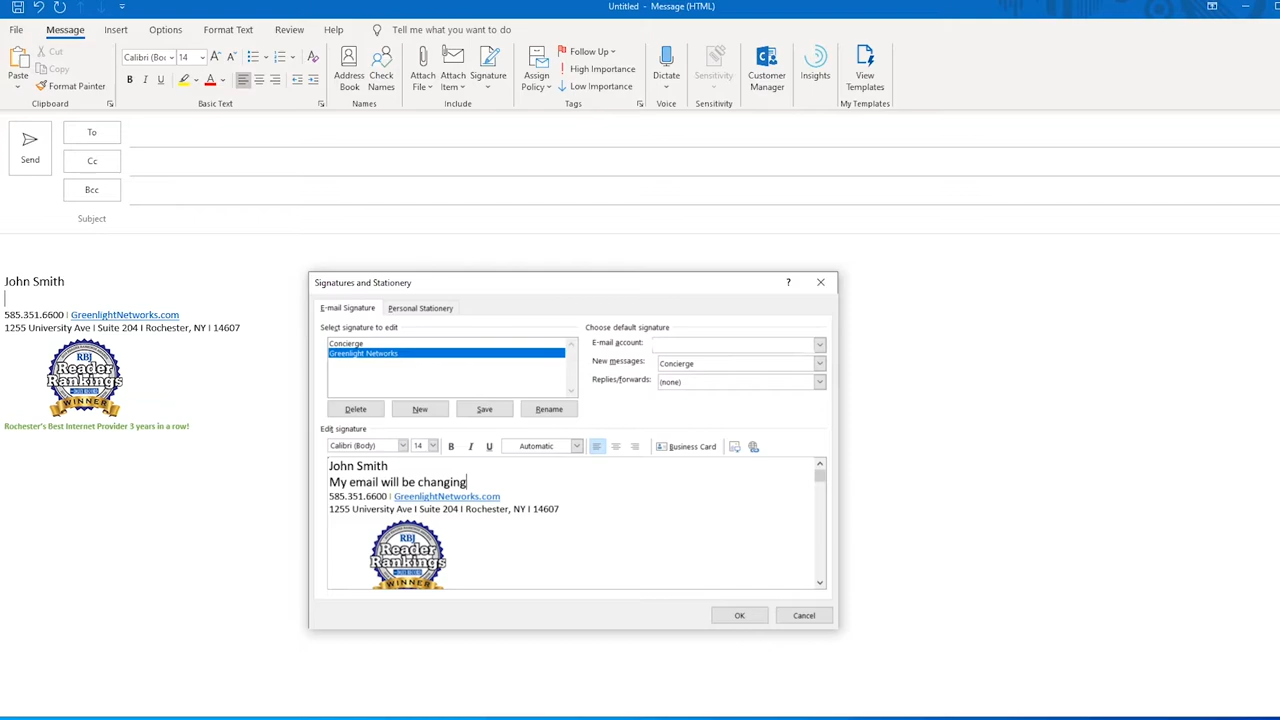 Untitled - Message (HTML)
File Message Insert Options Format Text Review Help Tell me what you want to do
Paste
Cut
Copy
Format Painter
Clipboard
Calibri (Boc 14
B I U
Basic Text
Address Book
Check Names
Names
Attach File
Attach Item
Signature
Include
Assign Policy
Follow Up
High Importance
Low Importance
Tags
Dictate
Voice
Sensitivity
Sensitivity
Customer Manager
Insights
View Templates
My Templates
Send
To
Cc
Bcc
Subject
John Smith
585.351.6600 I GreenlightNetworks.com
1255 University Ave I Suite 204 I Rochester, NY I 14607
RBJ
Reader
Rankings
WINNER
Rochester's Best Internet Provider 3 years in a row!
Signatures and Stationery
?
E-mail Signature Personal Stationery
Select signature to edit
Concierge
Greenlight Networks
Delete New Save Rename
Choose default signature
E-mail account:
New messages: Concierge
Replies/forwards: (none)
Edit signature
Calibri (Body) 14 B I U Automatic Business Card
John Smith
My email will be changing
585.351.6600 I GreenlightNetworks.com
1255 University Ave I Suite 204 I Rochester, NY I 14607
RBJ
Reader
Rankings
WINNER
OK Cancel